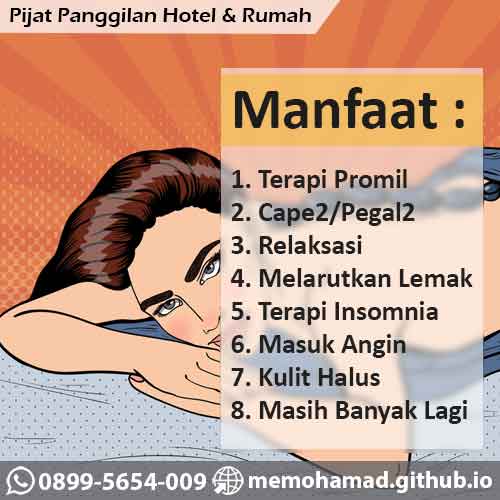 Pijat Panggilan Hotel & Rumah
Manfaat :
1. Terapi Promil
2. Cape2/Pegal2
3. Relaksasi
4. Melarutkan Lemak
5. Terapi Insomnia
6. Masuk Angin
7. Kulit Halus
8. Masih Banyak Lagi
0899-5654-009 memohamad.github.io